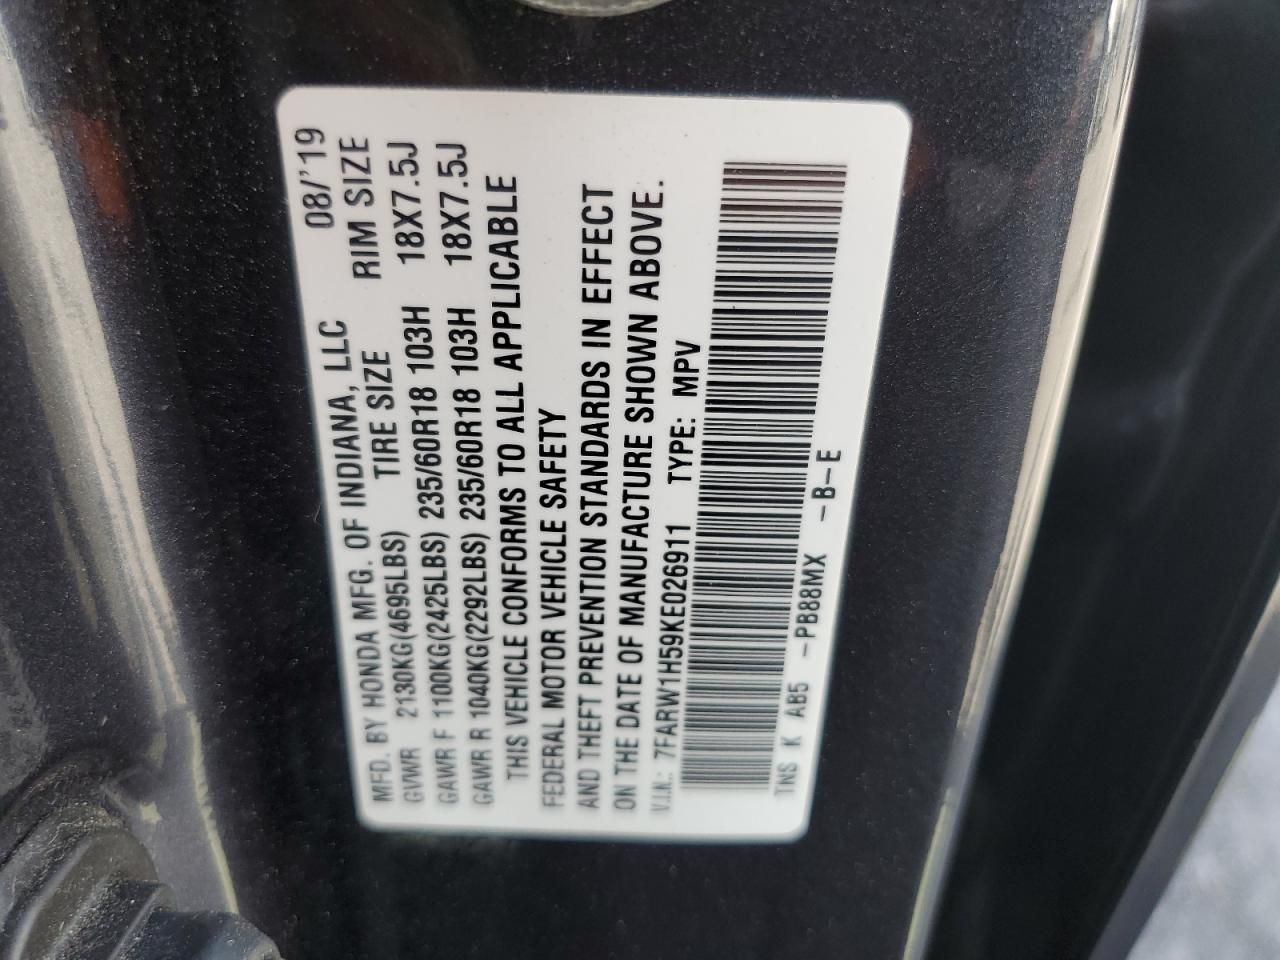 MFD. BY HONDA MFG. OF INDIANA, LLC 08/'19
GVWR 2130KG(4695LBS) TIRE SIZE RIM SIZE
GAWR F 1100KG(2425LBS) 235/60R18 103H 18X7.5J
GAWR R 1040KG(2292LBS) 235/60R18 103H 18X7.5J
THIS VEHICLE CONFORMS TO ALL APPLICABLE
FEDERAL MOTOR VEHICLE SAFETY
AND THEFT PREVENTION STANDARDS IN EFFECT
ON THE DATE OF MANUFACTURE SHOWN ABOVE.
V.I.N.: 7FARW1H59KE026911 TYPE: MPV
TNS K AB5 -PB88MX -B-E